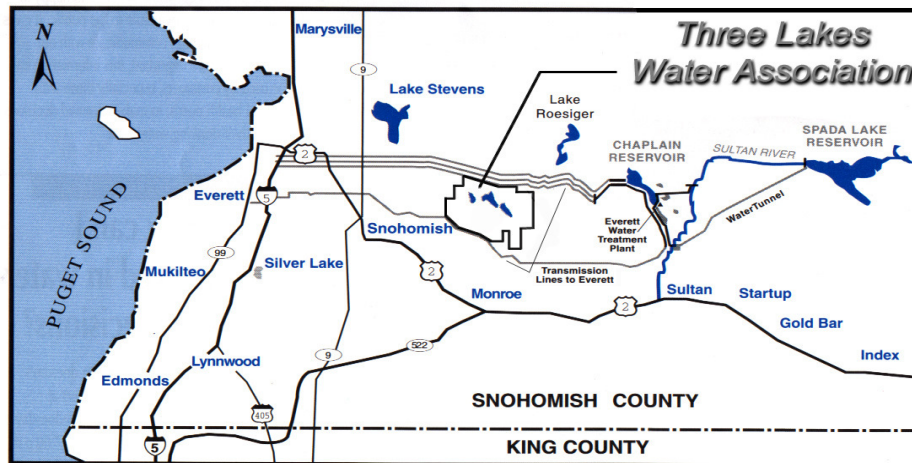 Three Lakes
Water Association
N
Marysville
9
Lake Stevens
Lake
Roesiger
CHAPLAIN
RESERVOIR
SULTAN RIVER
SPADA LAKE
RESERVOIR
2
Everett
5
Snohomish
Everett
Water
Treatment
Plant
WaterTunnel
PUGET SOUND
99
Mukilteo
Silver Lake
2
Transmission
Lines to Everett
Monroe
2
Sultan
Startup
Gold Bar
Index
522
9
Lynnwood
Edmonds
405
5
SNOHOMISH COUNTY
KING COUNTY